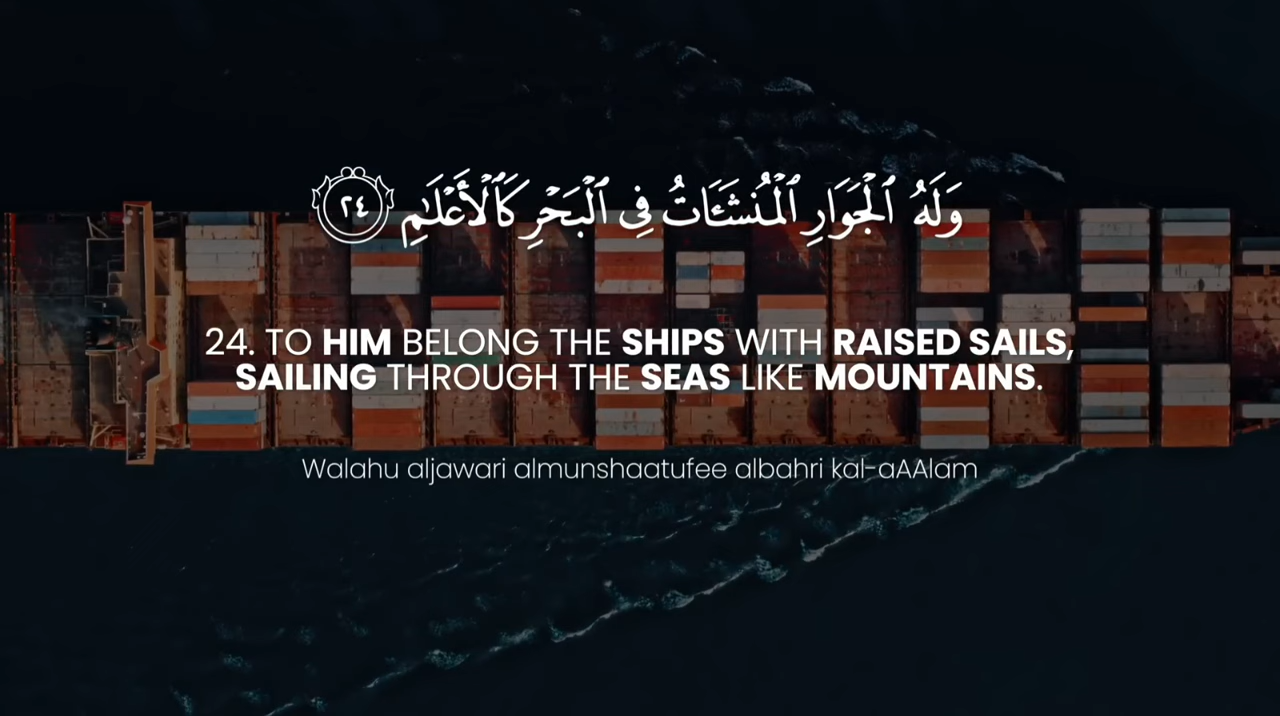 وَلَهُ ٱلْجَوَارِ ٱلْمُنشَـَٔاتُ فِى ٱلْبَحْرِ كَٱلْأَعْلَـٰمِ ٢٤
24. TO HIM BELONG THE SHIPS WITH RAISED SAILS,
SAILING THROUGH THE SEAS LIKE MOUNTAINS.
Walahu aljawari almunshaatufee albahri kal-aAAlam